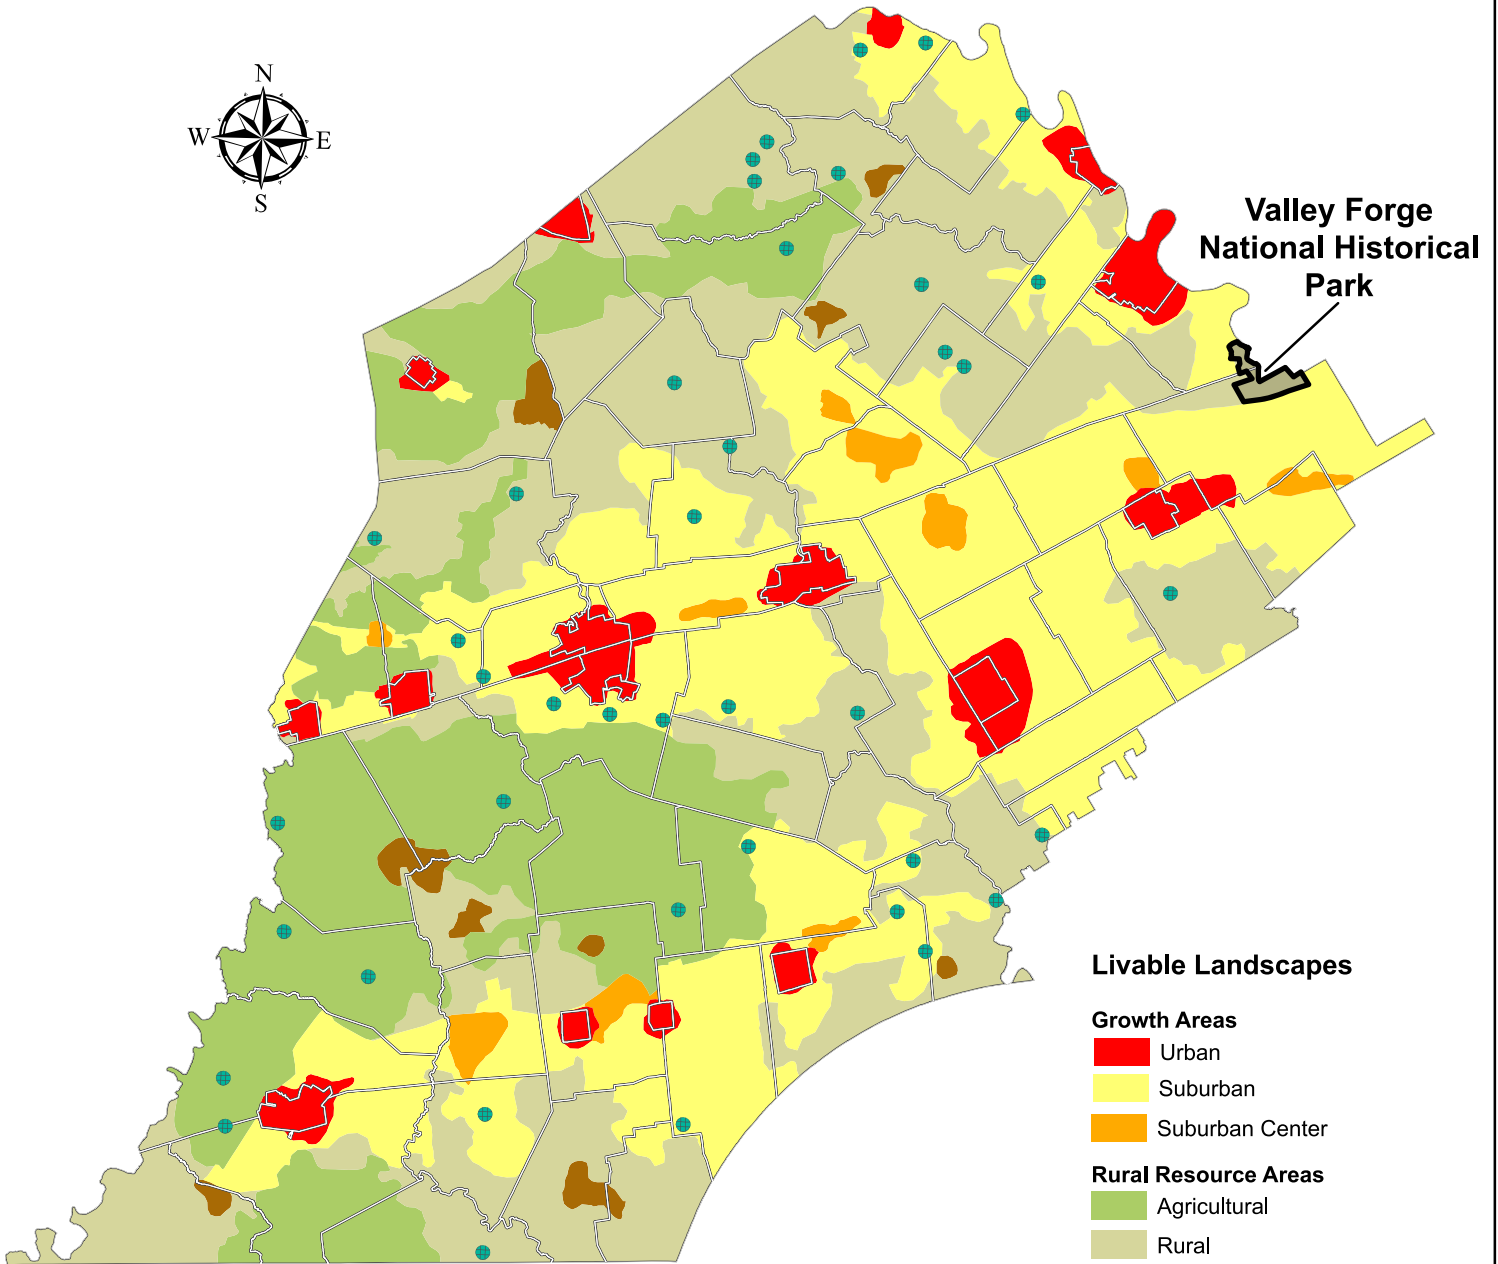 N
W
E
S
Valley Forge
National Historical
Park
Livable Landscapes
Growth Areas
Urban
Suburban
Suburban Center
Rural Resource Areas
Agricultural
Rural